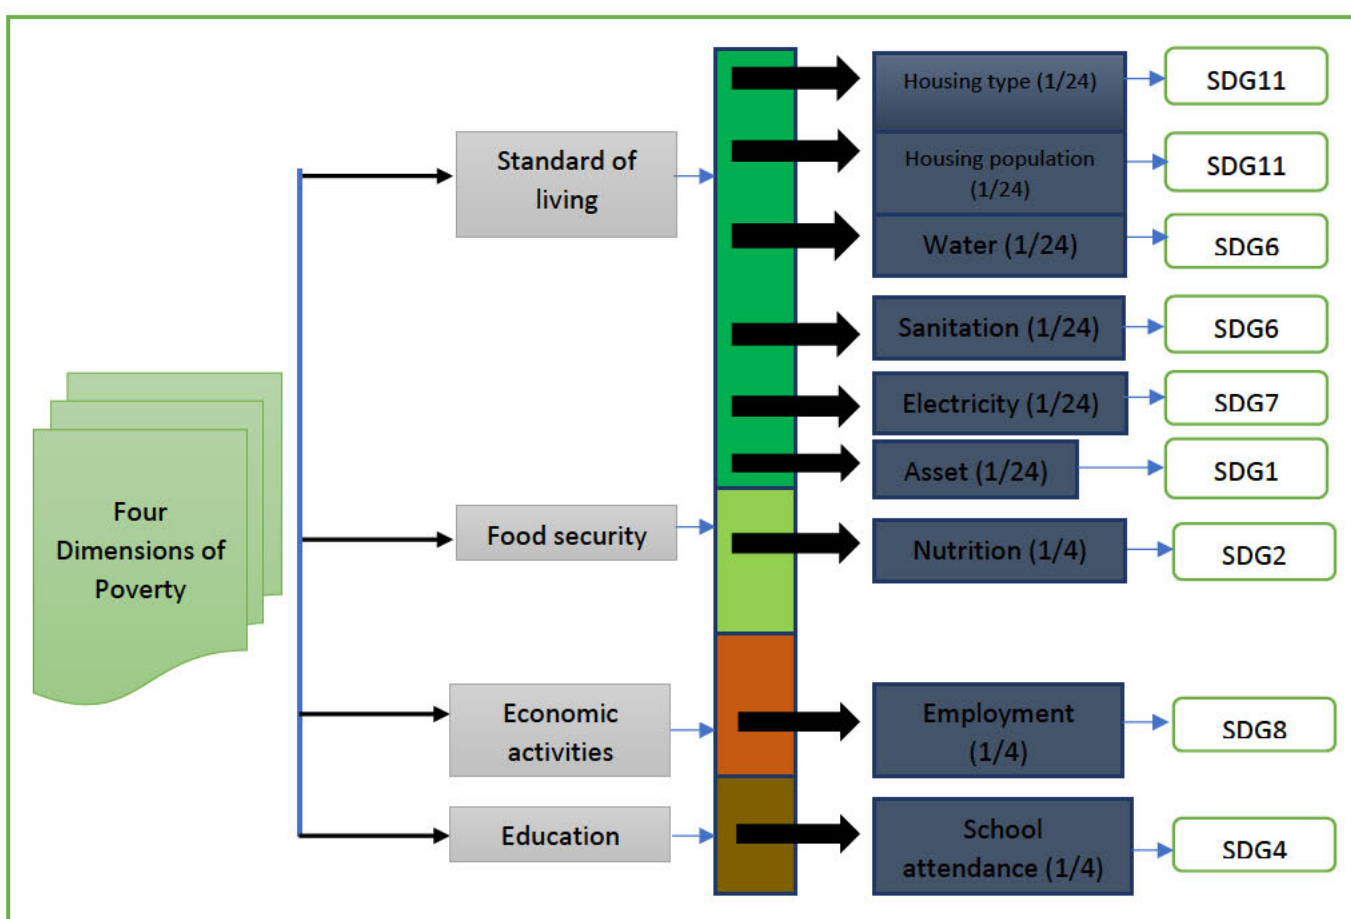 Four
Dimensions of
Poverty
Standard of
living
Food security
Economic
activities
Education
Housing type (1/24)
SDG11
Housing population
(1/24)
SDG11
Water (1/24)
SDG6
Sanitation (1/24)
SDG6
Electricity (1/24)
SDG7
Asset (1/24)
SDG1
Nutrition (1/4)
SDG2
Employment
(1/4)
SDG8
School
attendance (1/4)
SDG4